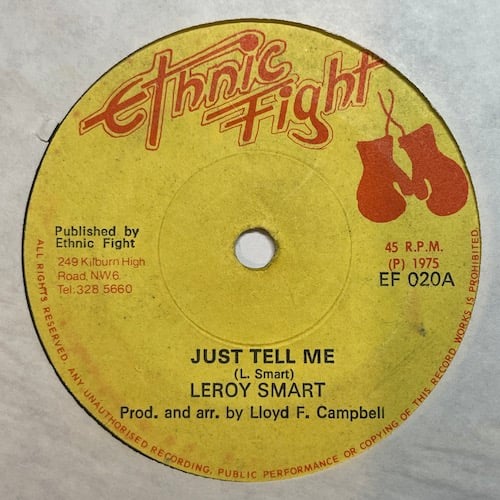 Ethnic
Fight
Published by
Ethnic Fight
249 Kilburn High
Road, N.W.6.
Tel: 328 5660
45 R.P.M.
(P) 1975
EF 020A
JUST TELL ME
(L. Smart)
LEROY SMART
Prod. and arr. by Lloyd F. Campbell
ALL RIGHTS RESERVED. ANY UNAUTHORISED RECORDING, PUBLIC PERFORMANCE OR COPYING OF THIS RECORD WORKS IS PROHIBITED